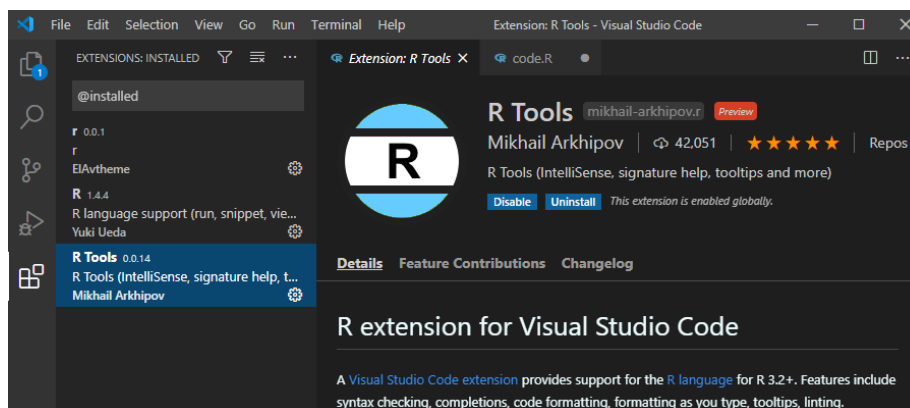 File Edit Selection View Go Run Terminal Help Extension: R Tools - Visual Studio Code
EXTENSIONS: INSTALLED
@installed
r 0.0.1
r
ElAvtheme
R 1.4.4
R language support (run, snippet, vie...
Yuki Ueda
R Tools 0.0.14
R Tools (IntelliSense, signature help, t...
Mikhail Arkhipov
1
Extension: R Tools code.R
R
R Tools mikhail-arkhipov.r Preview
Mikhail Arkhipov 42,051 Repos
R Tools (IntelliSense, signature help, tooltips and more)
Disable Uninstall This extension is enabled globally.
Details Feature Contributions Changelog
R extension for Visual Studio Code
A Visual Studio Code extension provides support for the R language for R 3.2+. Features include
syntax checking, completions, code formatting, formatting as you type, tooltips, linting.